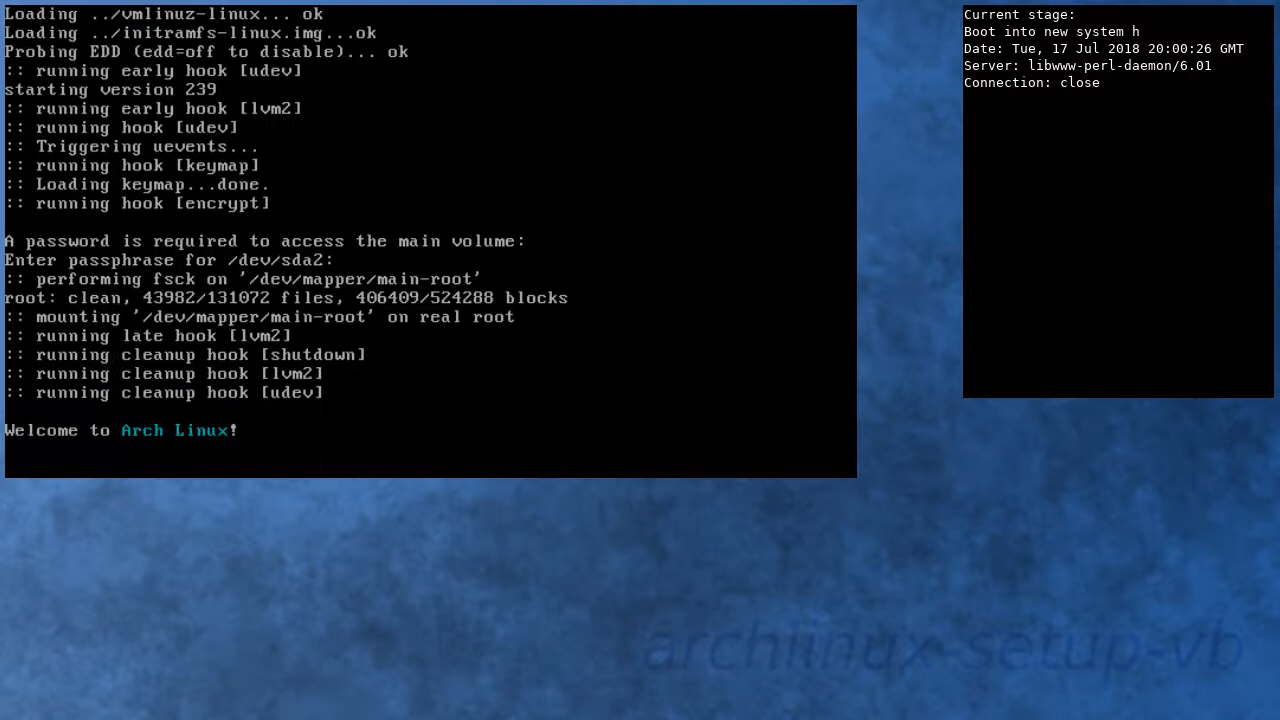 Loading ../vmlinuz-linux... ok
Loading ../initramfs-linux.img...ok
Probing EDD (edd=off to disable)... ok
:: running early hook [udev]
starting version 239
:: running early hook [lvm2]
:: running hook [udev]
:: Triggering uevents...
:: running hook [keymap]
:: Loading keymap...done.
:: running hook [encrypt]
A password is required to access the main volume:
Enter passphrase for /dev/sda2:
:: performing fsck on '/dev/mapper/main-root'
root: clean, 43982/131072 files, 406409/524288 blocks
:: mounting '/dev/mapper/main-root' on real root
:: running late hook [lvm2]
:: running cleanup hook [shutdown]
:: running cleanup hook [lvm2]
:: running cleanup hook [udev]
Welcome to Arch Linux!
Current stage:
Boot into new system h
Date: Tue, 17 Jul 2018 20:00:26 GMT
Server: libwww-perl-daemon/6.01
Connection: close
archlinux-setup-vb